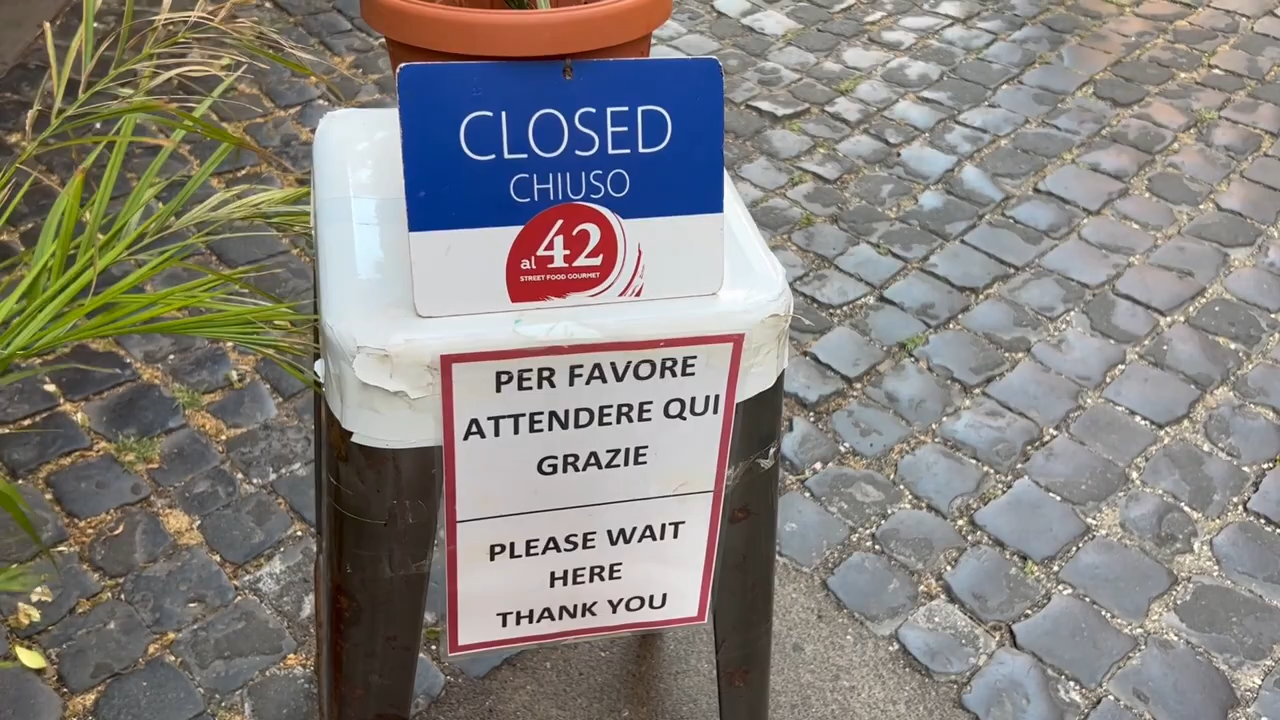 CLOSED
CHIUSO
al 42
STREET FOOD GOURMET
PER FAVORE
ATTENDERE QUI
GRAZIE
PLEASE WAIT
HERE
THANK YOU